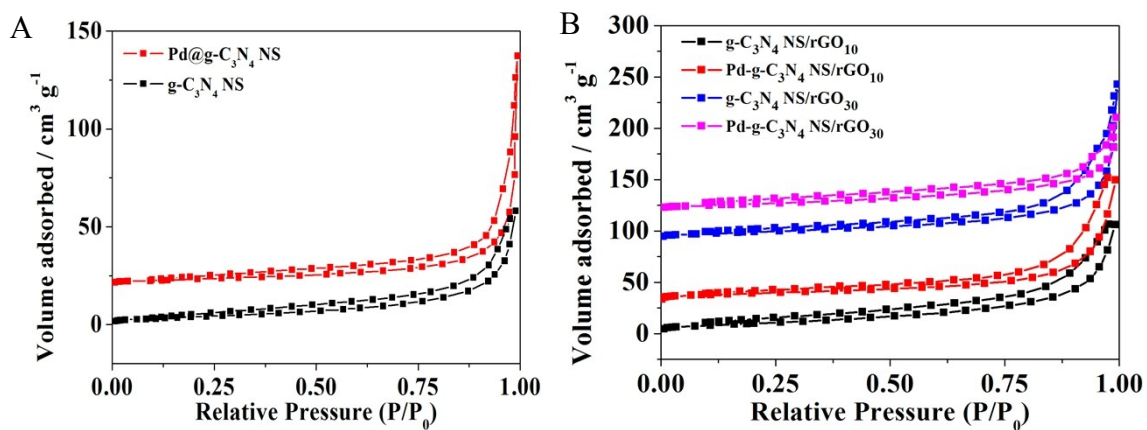 A
150
100
50
0
Volume adsorbed / cm³ g⁻¹
Pd@g-C₃N₄ NS
g-C₃N₄ NS
0.00 0.25 0.50 0.75 1.00
Relative Pressure (P/P₀)
B
300
250
200
150
100
50
0
Volume adsorbed / cm³ g⁻¹
g-C₃N₄ NS/rGO₁₀
Pd-g-C₃N₄ NS/rGO₁₀
g-C₃N₄ NS/rGO₃₀
Pd-g-C₃N₄ NS/rGO₃₀
0.00 0.25 0.50 0.75 1.00
Relative Pressure (P/P₀)